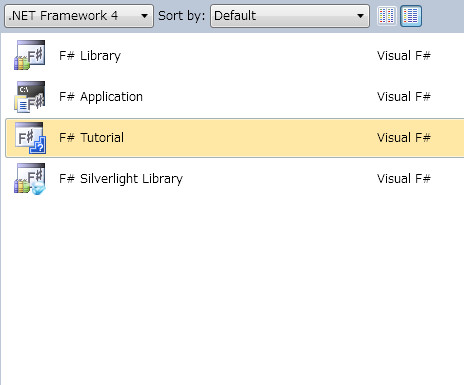 .NET Framework 4 Sort by: Default
F# Library Visual F#
F# Application Visual F#
F# Tutorial Visual F#
F# Silverlight Library Visual F#